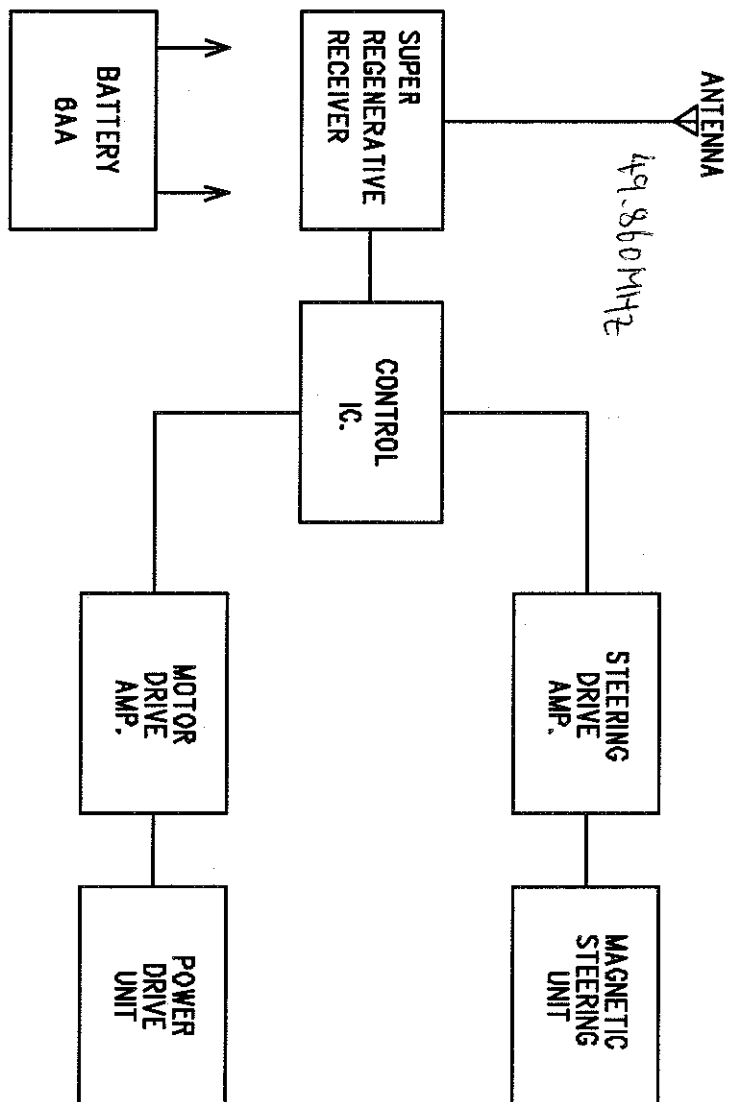 ANTENNA
49.860MHZ
SUPER
REGENERATIVE
RECEIVER
CONTROL
IC.
STEERING
DRIVE
AMP.
MAGNETIC
STEERING
UNIT
MOTOR
DRIVE
AMP.
POWER
DRIVE
UNIT
BATTERY
6AA